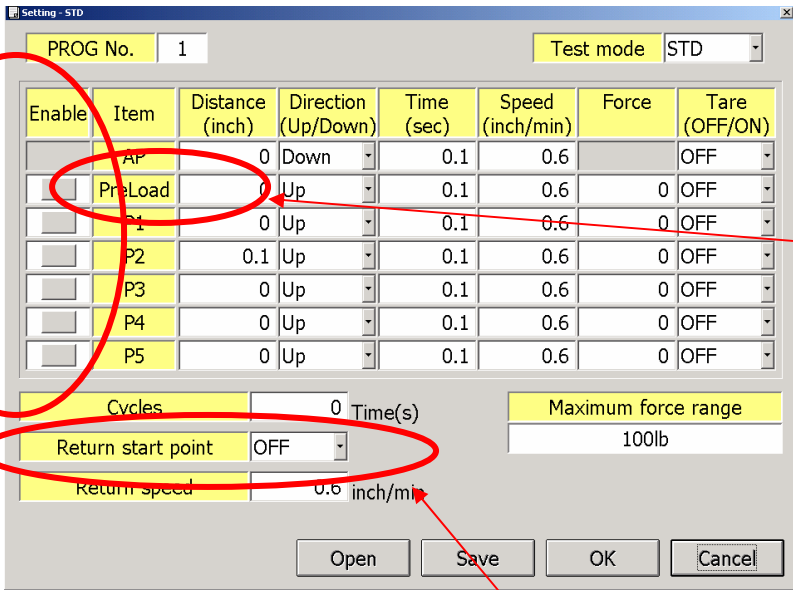 Setting - STD
PROG No. 1 Test mode STD
Enable Item Distance (inch) Direction (Up/Down) Time (sec) Speed (inch/min) Force Tare (OFF/ON)
AP 0 Down 0.1 0.6 OFF
PreLoad 0 Up 0.1 0.6 0 OFF
P1 0 Up 0.1 0.6 0 OFF
P2 0.1 Up 0.1 0.6 0 OFF
P3 0 Up 0.1 0.6 0 OFF
P4 0 Up 0.1 0.6 0 OFF
P5 0 Up 0.1 0.6 0 OFF
Cycles 0 Time(s) Maximum force range
Return start point OFF 100lb
Return speed 0.6 inch/min
Open Save OK Cancel